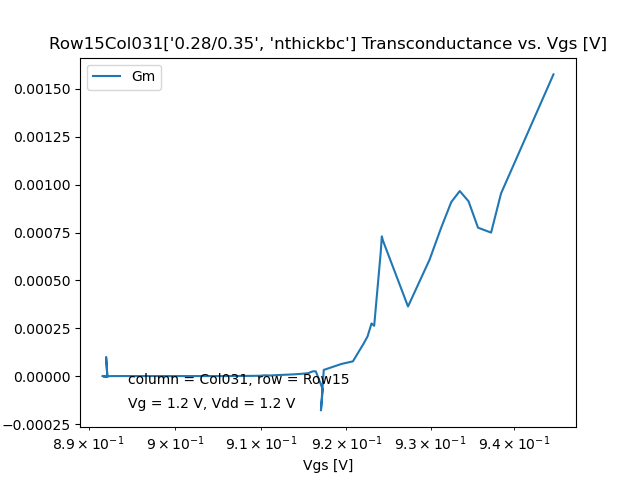 Row15Col031['0.28/0.35', 'nthickbc'] Transconductance vs. Vgs [V]
Gm
0.00150
0.00125
0.00100
0.00075
0.00050
0.00025
0.00000
−0.00025
column = Col031, row = Row15
Vg = 1.2 V, Vdd = 1.2 V
8.9 × 10⁻¹ 9 × 10⁻¹ 9.1 × 10⁻¹ 9.2 × 10⁻¹ 9.3 × 10⁻¹ 9.4 × 10⁻¹
Vgs [V]